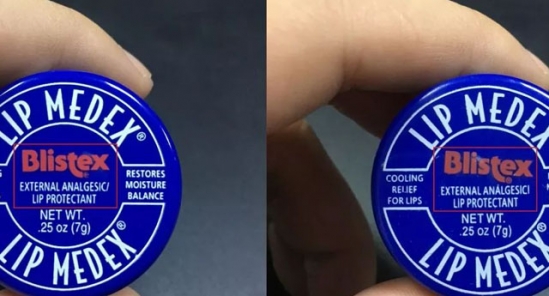 LIP MEDEX®
Blistex
EXTERNAL ANALGESIC/
LIP PROTECTANT
RESTORES
MOISTURE
BALANCE
NET WT.
.25 oz (7g)
LIP MEDEX®
LIP MEDEX
COOLING
RELIEF
FOR LIPS
Blistex
EXTERNAL ANALGESIC/
LIP PROTECTANT
NET WT.
.25 oz (7g)
LIP MEDEX